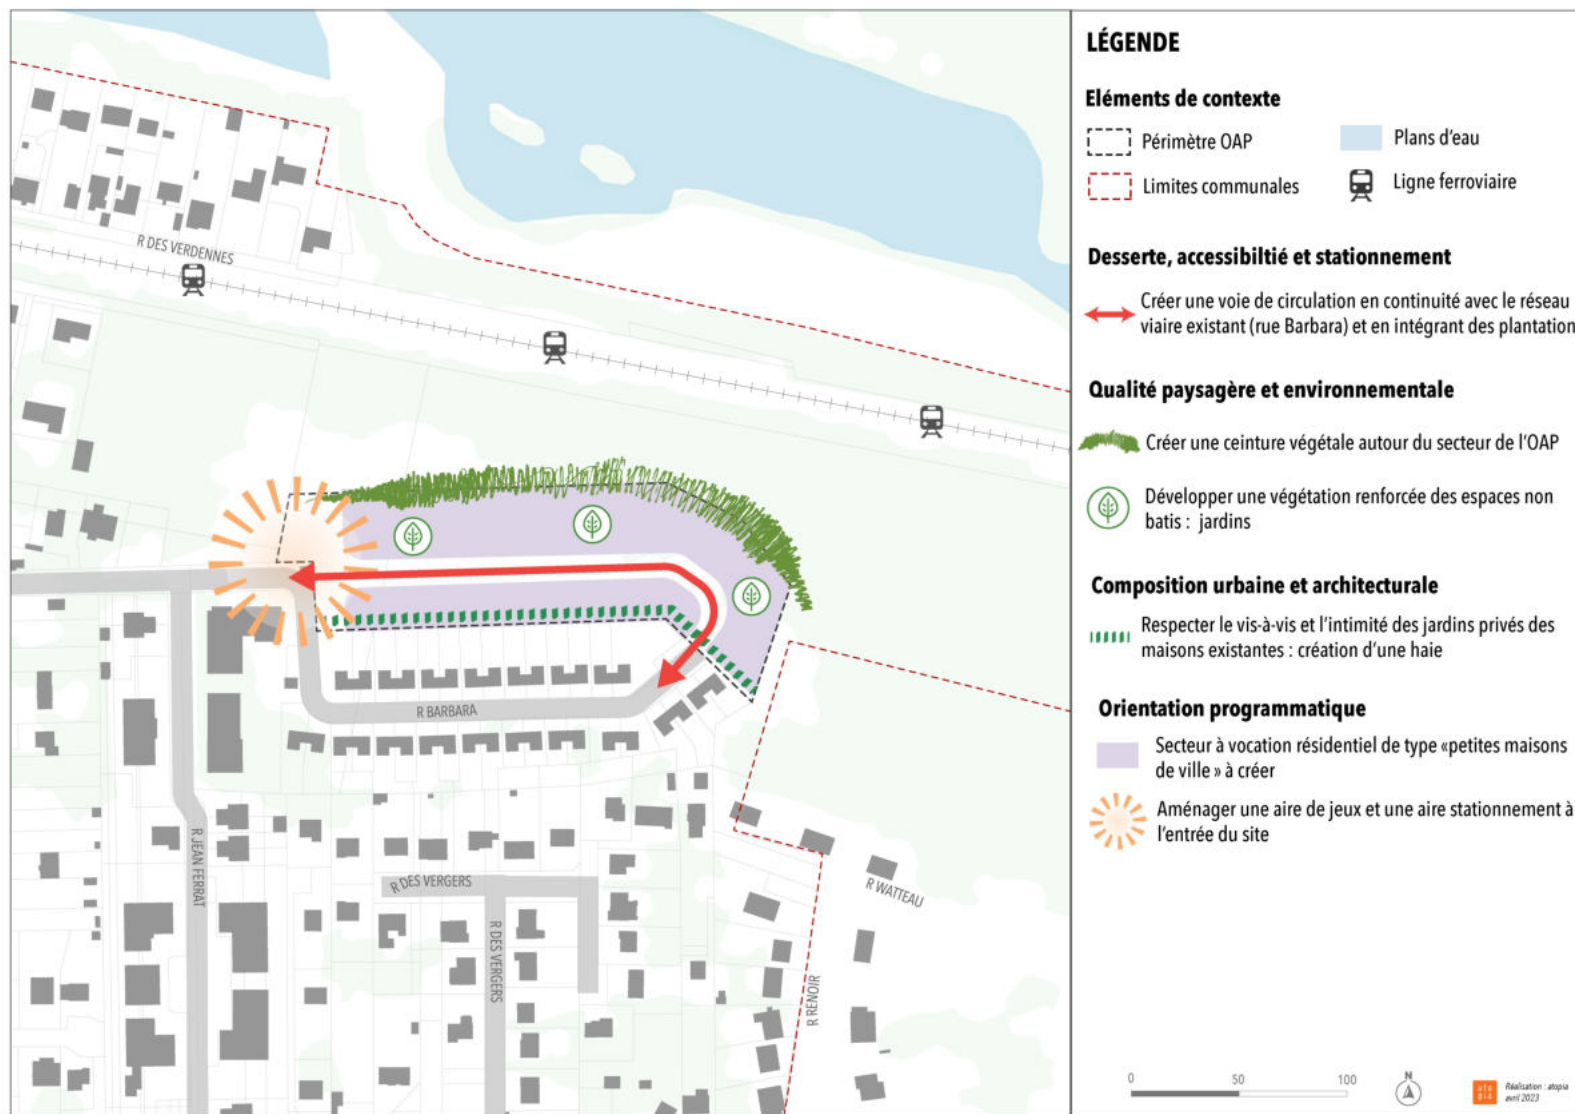 R DES VERDENNES
R BARBARA
R JEAN FERRAT
R DES VERGERS
R DES VERGERS
R WATTEAU
R RENOIR
LÉGENDE
Eléments de contexte
Périmètre OAP
Plans d'eau
Limites communales
Ligne ferroviaire
Desserte, accessibiltié et stationnement
Créer une voie de circulation en continuité avec le réseau
viaire existant (rue Barbara) et en intégrant des plantation
Qualité paysagère et environnementale
Créer une ceinture végétale autour du secteur de l'OAP
Développer une végétation renforcée des espaces non
batis : jardins
Composition urbaine et architecturale
Respecter le vis-à-vis et l'intimité des jardins privés des
maisons existantes : création d'une haie
Orientation programmatique
Secteur à vocation résidentiel de type «petites maisons
de ville » à créer
Aménager une aire de jeux et une aire stationnement à
l'entrée du site
0 50 100
N
ato
pia
Réalisation : atopia
avril 2023